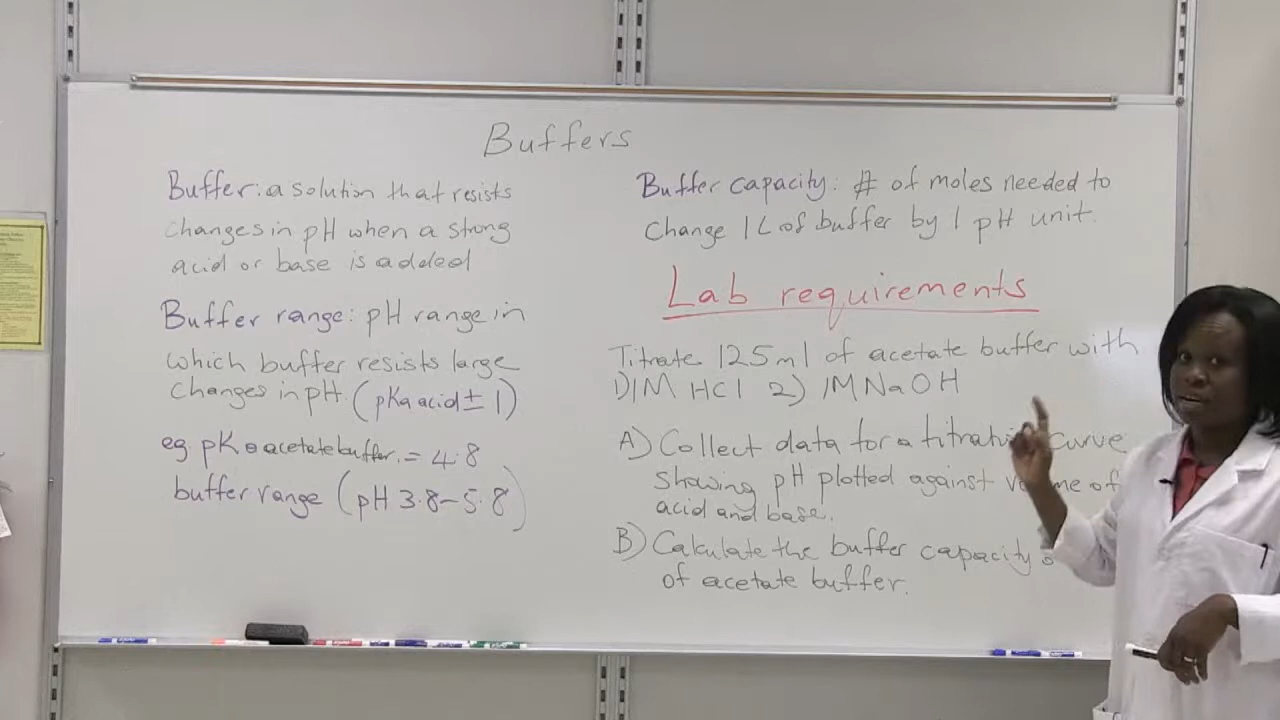 Buffers
Buffer: a solution that resists
changes in pH when a strong
acid or base is added
Buffer range: pH range in
which buffer resists large
changes in pH. (pKa acid ± 1)
eg. pK acetate buffer. = 4.8
buffer range (pH 3.8-5.8)
Buffer capacity: # of moles needed to
change 1L of buffer by 1 pH unit.
Lab requirements
Titrate 125ml of acetate buffer with
1) 1M HCl 2) 1M NaOH
A) Collect data for a titration curve
showing pH plotted against volume of
acid and base.
B) Calculate the buffer capacity
of acetate buffer.